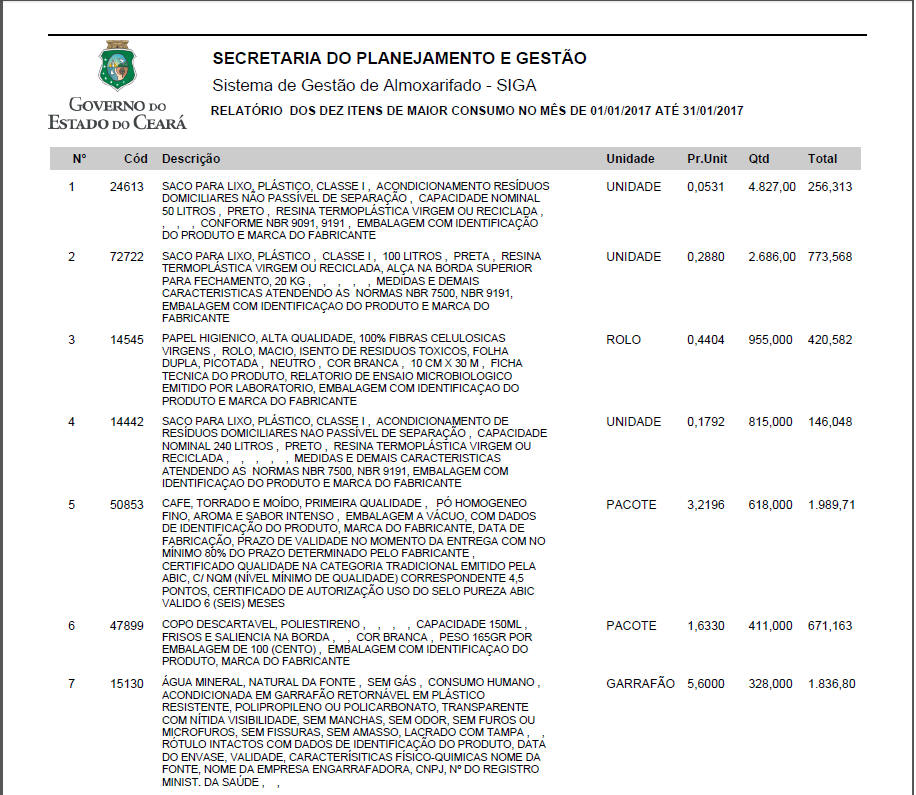 SECRETARIA DO PLANEJAMENTO E GESTÃO
Sistema de Gestão de Almoxarifado - SIGA
GOVERNO DO
ESTADO DO CEARÁ
RELATÓRIO DOS DEZ ITENS DE MAIOR CONSUMO NO MÊS DE 01/01/2017 ATÉ 31/01/2017
Nº Cód Descrição Unidade Pr.Unit Qtd Total
1 24613 SACO PARA LIXO, PLÁSTICO, CLASSE I , ACONDICIONAMENTO RESÍDUOS UNIDADE 0,0531 4.827,00 256,313
DOMICILIARES NÃO PASSÍVEL DE SEPARAÇÃO , CAPACIDADE NOMINAL
50 LITROS , PRETO , RESINA TERMOPLÁSTICA VIRGEM OU RECICLADA ,
, , , CONFORME NBR 9091, 9191 , EMBALAGEM COM IDENTIFICAÇÃO
DO PRODUTO E MARCA DO FABRICANTE
2 72722 SACO PARA LIXO, PLÁSTICO , CLASSE I , 100 LITROS , PRETA , RESINA UNIDADE 0,2880 2.686,00 773,568
TERMOPLÁSTICA VIRGEM OU RECICLADA, ALÇA NA BORDA SUPERIOR
PARA FECHAMENTO, 20 KG , , , , , MEDIDAS E DEMAIS
CARACTERISTICAS ATENDENDO AS NORMAS NBR 7500, NBR 9191,
EMBALAGEM COM IDENTIFICAÇAO DO PRODUTO E MARCA DO
FABRICANTE
3 14545 PAPEL HIGIENICO, ALTA QUALIDADE, 100% FIBRAS CELULOSICAS ROLO 0,4404 955,000 420,582
VIRGENS , ROLO, MACIO, ISENTO DE RESIDUOS TOXICOS, FOLHA
DUPLA, PICOTADA , NEUTRO , COR BRANCA , 10 CM X 30 M , FICHA
TECNICA DO PRODUTO, RELATORIO DE ENSAIO MICROBIOLOGICO
EMITIDO POR LABORATORIO, EMBALAGEM COM IDENTIFICAÇAO DO
PRODUTO E MARCA DO FABRICANTE
4 14442 SACO PARA LIXO, PLÁSTICO, CLASSE I , ACONDICIONAMENTO DE UNIDADE 0,1792 815,000 146,048
RESÍDUOS DOMICILIARES NAO PASSÍVEL DE SEPARAÇÃO , CAPACIDADE
NOMINAL 240 LITROS , PRETO , RESINA TERMOPLÁSTICA VIRGEM OU
RECICLADA , , , , , MEDIDAS E DEMAIS CARACTERISTICAS
ATENDENDO AS NORMAS NBR 7500, NBR 9191, EMBALAGEM COM
IDENTIFICAÇAO DO PRODUTO E MARCA DO FABRICANTE
5 50853 CAFE, TORRADO E MOÍDO, PRIMEIRA QUALIDADE , PÓ HOMOGENEO PACOTE 3,2196 618,000 1.989,71
FINO, AROMA E SABOR INTENSO , EMBALAGEM A VÁCUO, COM DADOS
DE IDENTIFICAÇÃO DO PRODUTO, MARCA DO FABRICANTE, DATA DE
FABRICAÇÃO, PRAZO DE VALIDADE NO MOMENTO DA ENTREGA COM NO
MÍNIMO 80% DO PRAZO DETERMINADO PELO FABRICANTE ,
CERTIFICADO QUALIDADE NA CATEGORIA TRADICIONAL EMITIDO PELA
ABIC, C/ NQM (NÍVEL MÍNIMO DE QUALIDADE) CORRESPONDENTE 4,5
PONTOS, CERTIFICADO DE AUTORIZAÇÃO USO DO SELO PUREZA ABIC
VALIDO 6 (SEIS) MESES
6 47899 COPO DESCARTAVEL, POLIESTIRENO , , , , CAPACIDADE 150ML , PACOTE 1,6330 411,000 671,163
FRISOS E SALIENCIA NA BORDA , , COR BRANCA , PESO 165GR POR
EMBALAGEM DE 100 (CENTO) , EMBALAGEM COM IDENTIFICAÇAO DO
PRODUTO, MARCA DO FABRICANTE
7 15130 ÁGUA MINERAL, NATURAL DA FONTE , SEM GÁS , CONSUMO HUMANO , GARRAFÃO 5,6000 328,000 1.836,80
ACONDICIONADA EM GARRAFÃO RETORNÁVEL EM PLÁSTICO
RESISTENTE, POLIPROPILENO OU POLICARBONATO, TRANSPARENTE
COM NÍTIDA VISIBILIDADE, SEM MANCHAS, SEM ODOR, SEM FUROS OU
MICROFUROS, SEM FISSURAS, SEM AMASSO, LACRADO COM TAMPA , ,
RÓTULO INTACTOS COM DADOS DE IDENTIFICAÇÃO DO PRODUTO, DATA
DO ENVASE, VALIDADE, CARACTERÍSITICAS FÍSICO-QUIMICAS NOME DA
FONTE, NOME DA EMPRESA ENGARRAFADORA, CNPJ, Nº DO REGISTRO
MINIST. DA SAÚDE , ,